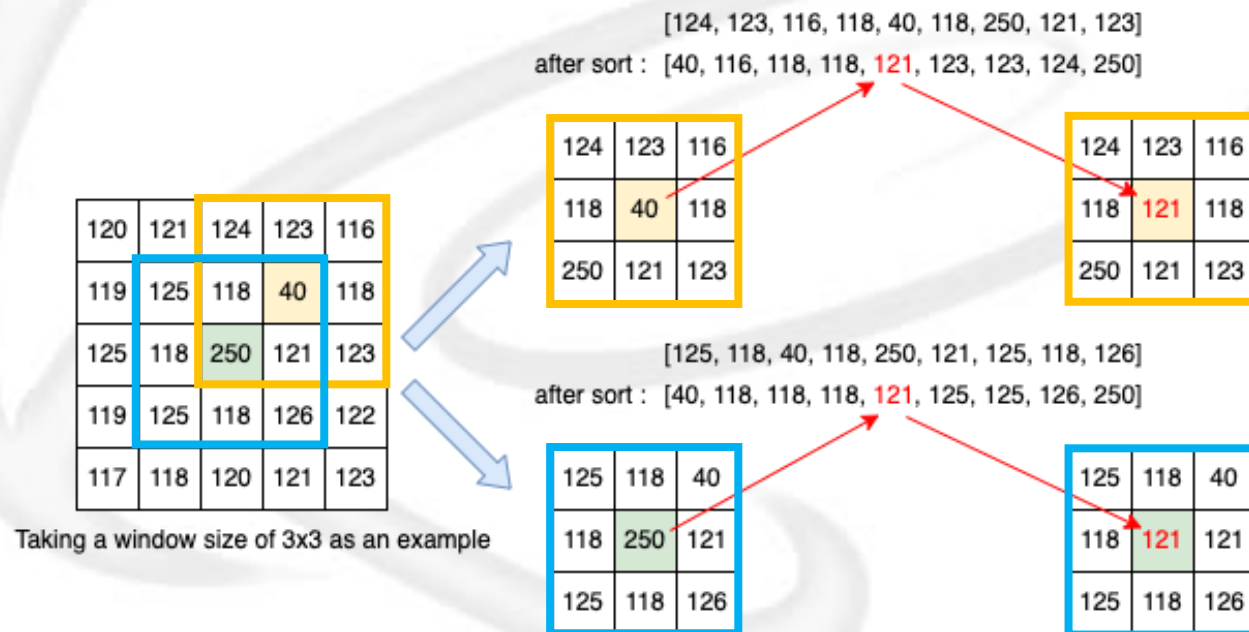 [124, 123, 116, 118, 40, 118, 250, 121, 123]
after sort : [40, 116, 118, 118, 121, 123, 123, 124, 250]
124 123 116
118 40 118
250 121 123
124 123 116
118 121 118
250 121 123
120 121 124 123 116
119 125 118 40 118
125 118 250 121 123
119 125 118 126 122
117 118 120 121 123
Taking a window size of 3x3 as an example
[125, 118, 40, 118, 250, 121, 125, 118, 126]
after sort : [40, 118, 118, 118, 121, 125, 125, 126, 250]
125 118 40
118 250 121
125 118 126
125 118 40
118 121 121
125 118 126